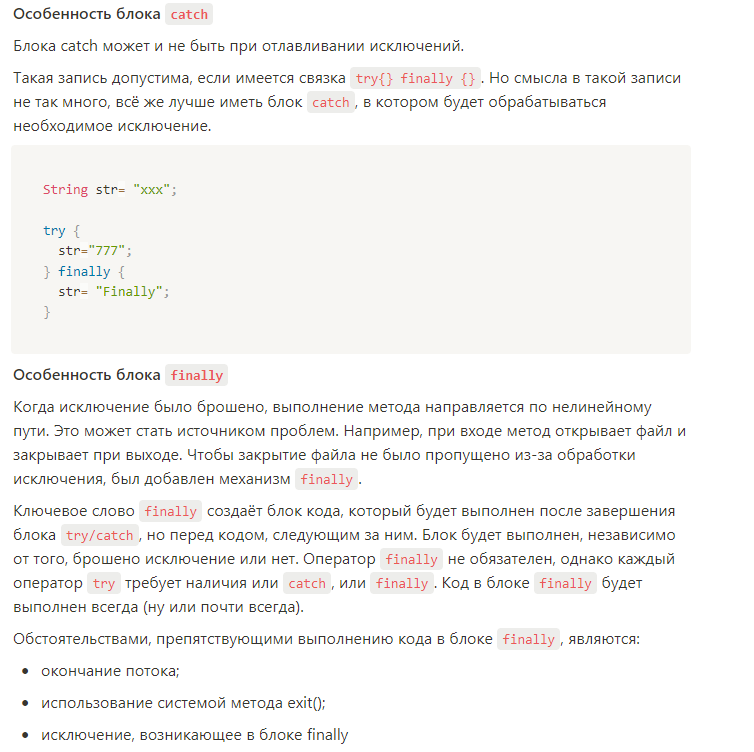 Особенность блока catch
Блока catch может и не быть при отлавливании исключений.
Такая запись допустима, если имеется связка try{} finally {}. Но смысла в такой записи
не так много, всё же лучше иметь блок catch, в котором будет обрабатываться
необходимое исключение.
String str= "xxx";
try {
  str="777";
} finally {
  str= "Finally";
}
Особенность блока finally
Когда исключение было брошено, выполнение метода направляется по нелинейному
пути. Это может стать источником проблем. Например, при входе метод открывает файл и
закрывает при выходе. Чтобы закрытие файла не было пропущено из-за обработки
исключения, был добавлен механизм finally.
Ключевое слово finally создаёт блок кода, который будет выполнен после завершения
блока try/catch, но перед кодом, следующим за ним. Блок будет выполнен, независимо
от того, брошено исключение или нет. Оператор finally не обязателен, однако каждый
оператор try требует наличия или catch, или finally. Код в блоке finally будет
выполнен всегда (ну или почти всегда).
Обстоятельствами, препятствующими выполнению кода в блоке finally, являются:
• окончание потока;
• использование системой метода exit();
• исключение, возникающее в блоке finally